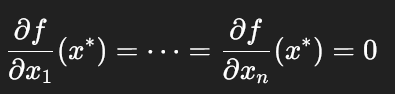 ∂f/∂x₁ (x*) = ⋯ = ∂f/∂xₙ (x*) = 0